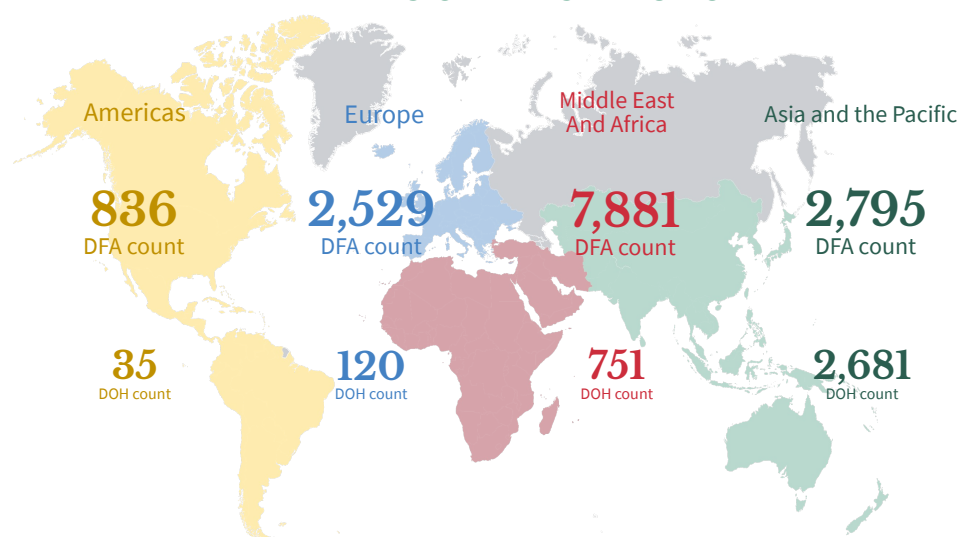 Americas
836
DFA count
35
DOH count
Europe
2,529
DFA count
120
DOH count
Middle East
And Africa
7,881
DFA count
751
DOH count
Asia and the Pacific
2,795
DFA count
2,681
DOH count